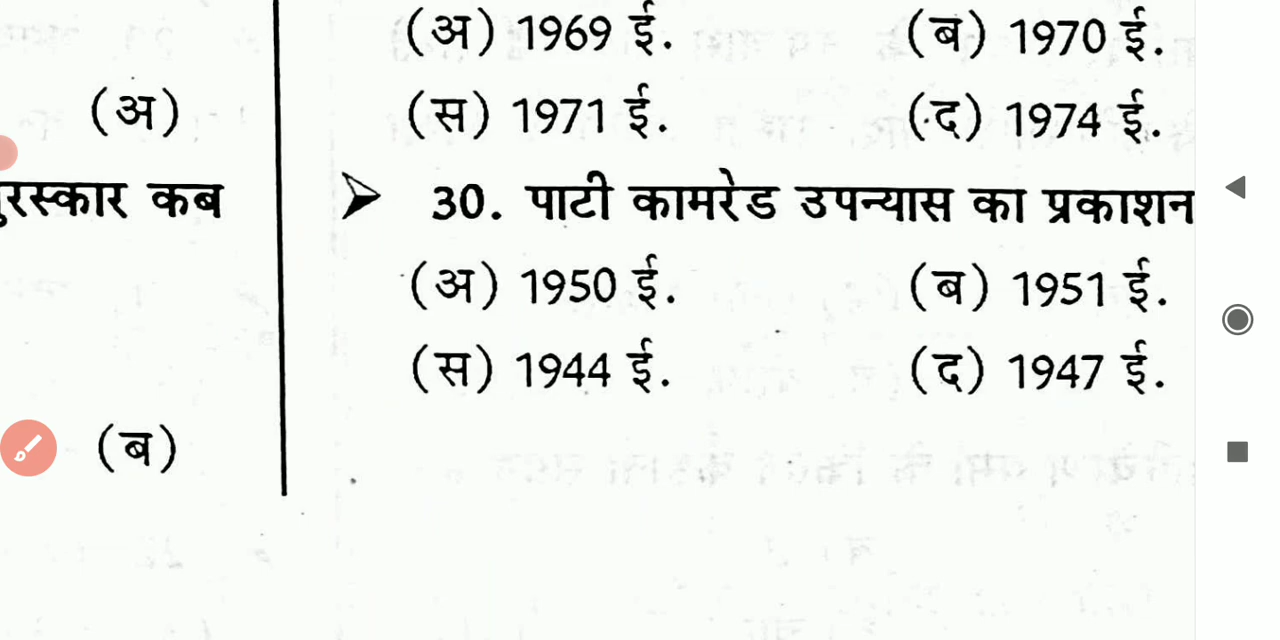 (अ)
ुरस्कार कब
(ब)
(अ) 1969 ई. (ब) 1970 ई.
(स) 1971 ई. (द) 1974 ई.
30. पाटी कामरेड उपन्यास का प्रकाशन
(अ) 1950 ई. (ब) 1951 ई.
(स) 1944 ई. (द) 1947 ई.